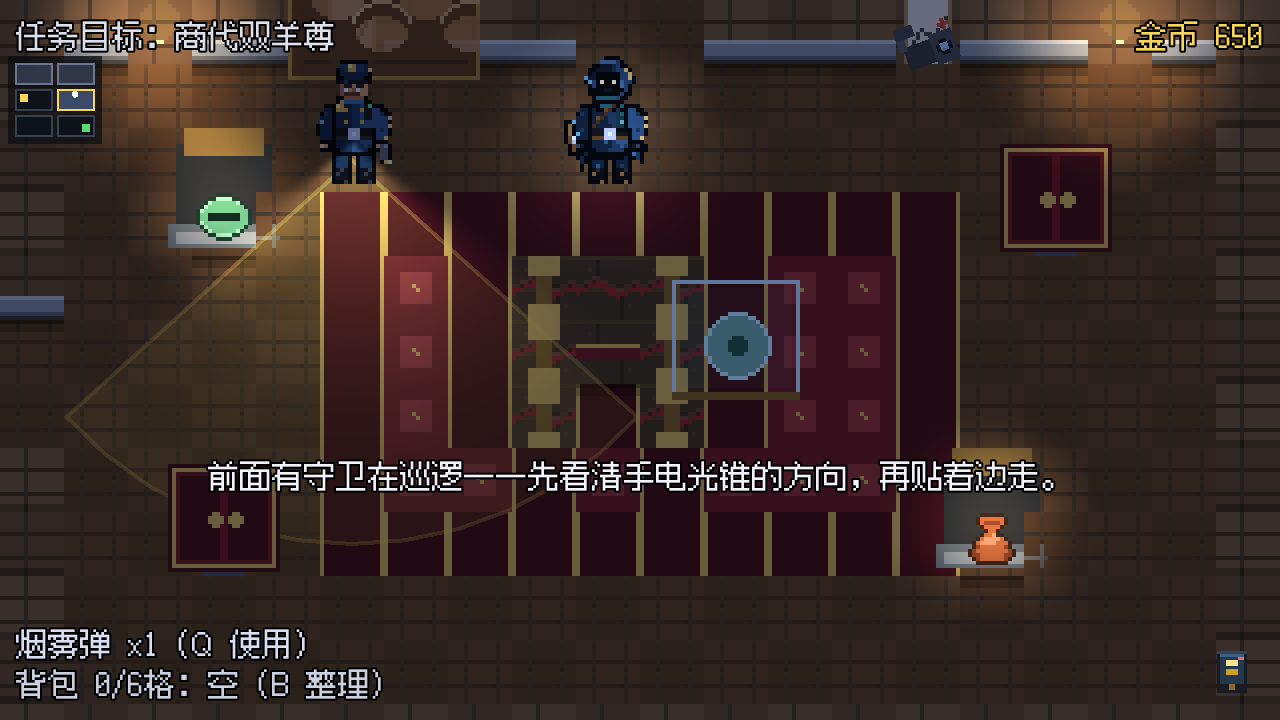 任务目标：商代双羊尊
金币 650
前面有守卫在巡逻——先看清手电光锥的方向，再贴着边走。
烟雾弹 x1（Q 使用）
背包 0/6格：空（B 整理）